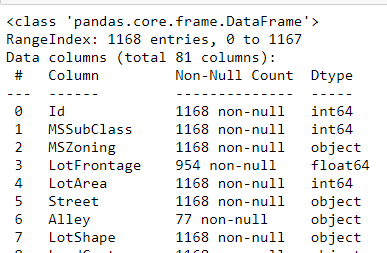 <class 'pandas.core.frame.DataFrame'>
RangeIndex: 1168 entries, 0 to 1167
Data columns (total 81 columns):
 #   Column         Non-Null Count  Dtype
---  ------         --------------  -----
 0   Id             1168 non-null   int64
 1   MSSubClass     1168 non-null   int64
 2   MSZoning       1168 non-null   object
 3   LotFrontage    954 non-null    float64
 4   LotArea        1168 non-null   int64
 5   Street         1168 non-null   object
 6   Alley          77 non-null     object
 7   LotShape       1168 non-null   object